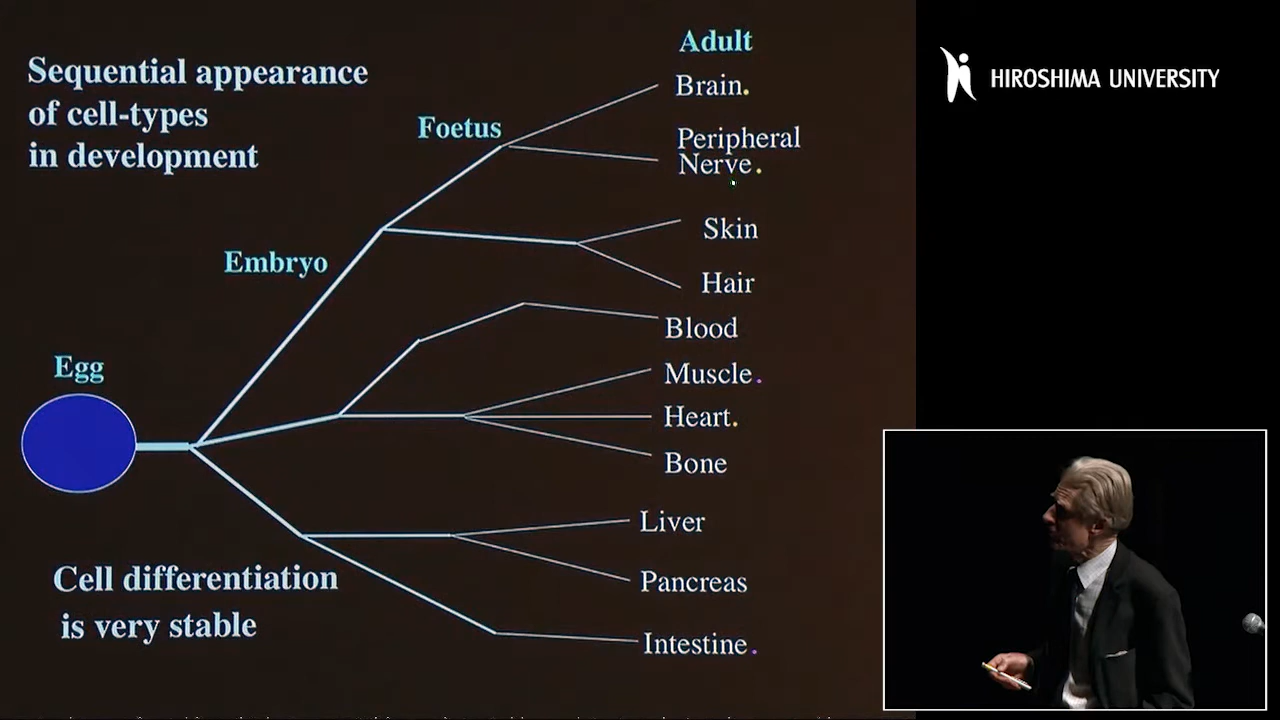 Sequential appearance
of cell-types
in development
Adult
Brain.
Foetus
Peripheral
Nerve.
Skin
Embryo
Hair
Blood
Egg
Muscle.
Heart.
Bone
Liver
Cell differentiation
is very stable
Pancreas
Intestine.
HIROSHIMA UNIVERSITY